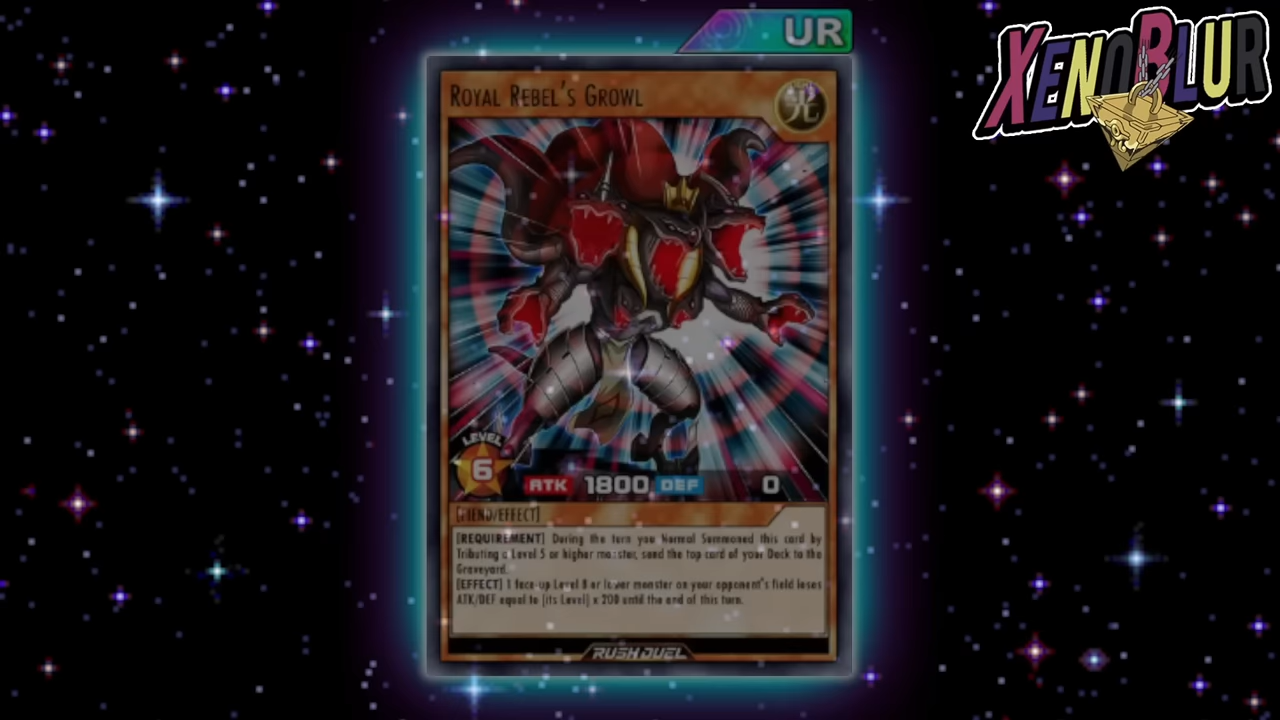 UR
XENOBLUR
ROYAL REBEL'S GROWL
光
LEVEL
6
ATK 1800 DEF 0
[FIEND/EFFECT]
[REQUIREMENT] During the turn you Normal Summoned this card by
Tributing a Level 5 or higher monster, send the top card of your Deck to the
Graveyard.
[EFFECT] 1 face-up Level 8 or lower monster on your opponent's field loses
ATK/DEF equal to [its Level] x 200 until the end of this turn.
RUSH DUEL